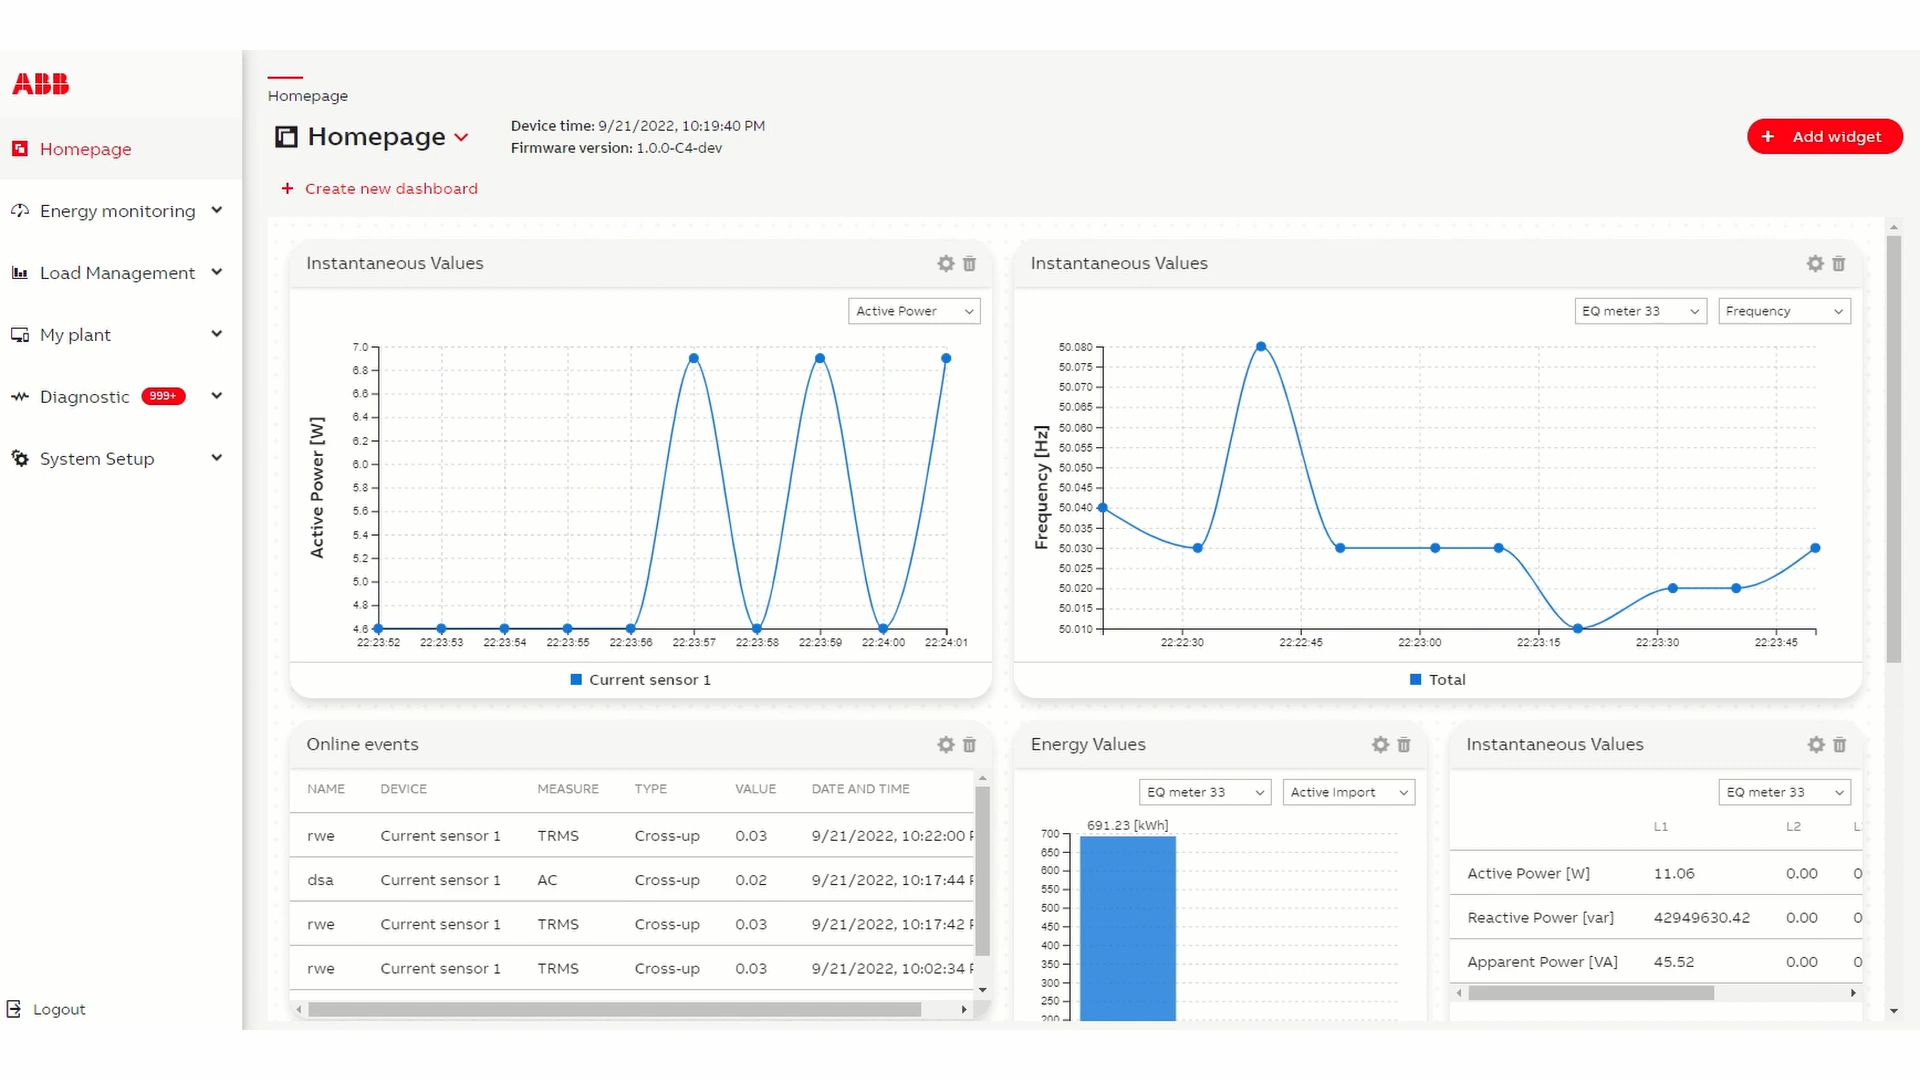 ABB
Homepage
Energy monitoring
Load Management
My plant
Diagnostic 999+
System Setup
Logout
Homepage
Homepage
Device time: 9/21/2022, 10:19:40 PM
Firmware version: 1.0.0-C4-dev
+ Add widget
+ Create new dashboard
Instantaneous Values
Active Power
Active Power [W]
7.0
6.8
6.6
6.4
6.2
6.0
5.8
5.6
5.4
5.2
5.0
4.8
4.6
22:23:52 22:23:53 22:23:54 22:23:55 22:23:56 22:23:57 22:23:58 22:23:59 22:24:00 22:24:01
Current sensor 1
Instantaneous Values
EQ meter 33 Frequency
Frequency [Hz]
50.080
50.075
50.070
50.065
50.060
50.055
50.050
50.045
50.040
50.035
50.030
50.025
50.020
50.015
50.010
22:22:30 22:22:45 22:23:00 22:23:15 22:23:30 22:23:45
Total
Online events
NAME DEVICE MEASURE TYPE VALUE DATE AND TIME
rwe Current sensor 1 TRMS Cross-up 0.03 9/21/2022, 10:22:00
dsa Current sensor 1 AC Cross-up 0.02 9/21/2022, 10:17:44
rwe Current sensor 1 TRMS Cross-up 0.03 9/21/2022, 10:17:42
rwe Current sensor 1 TRMS Cross-up 0.03 9/21/2022, 10:02:34
Energy Values
EQ meter 33 Active Import
691.23 [kWh]
700
650
600
550
500
450
400
350
300
250
200
Instantaneous Values
EQ meter 33
L1 L2
Active Power [W] 11.06 0.00 0
Reactive Power [var] 42949630.42 0.00 0
Apparent Power [VA] 45.52 0.00 0